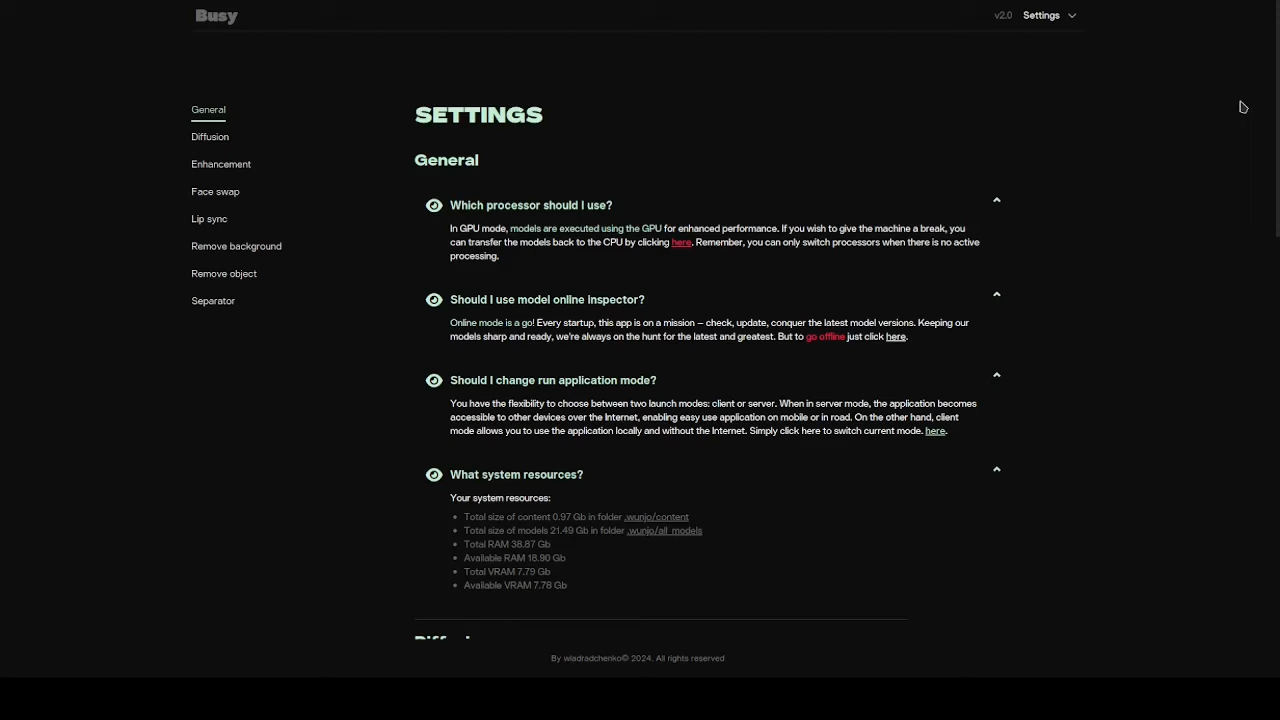 Busy
v2.0 Settings
General
Diffusion
Enhancement
Face swap
Lip sync
Remove background
Remove object
Separator
SETTINGS
General
Which processor should I use?
In GPU mode, models are executed using the GPU for enhanced performance. If you wish to give the machine a break, you
can transfer the models back to the CPU by clicking here. Remember, you can only switch processors when there is no active
processing.
Should I use model online inspector?
Online mode is a go! Every startup, this app is on a mission – check, update, conquer the latest model versions. Keeping our
models sharp and ready, we're always on the hunt for the latest and greatest. But to go offline just click here.
Should I change run application mode?
You have the flexibility to choose between two launch modes: client or server. When in server mode, the application becomes
accessible to other devices over the Internet, enabling easy use application on mobile or in road. On the other hand, client
mode allows you to use the application locally and without the Internet. Simply click here to switch current mode. here.
What system resources?
Your system resources:
• Total size of content 0.97 Gb in folder .wunjo/content
• Total size of models 21.49 Gb in folder .wunjo/all_models
• Total RAM 38.87 Gb
• Available RAM 18.90 Gb
• Total VRAM 7.79 Gb
• Available VRAM 7.78 Gb
By wladradchenko© 2024. All rights reserved